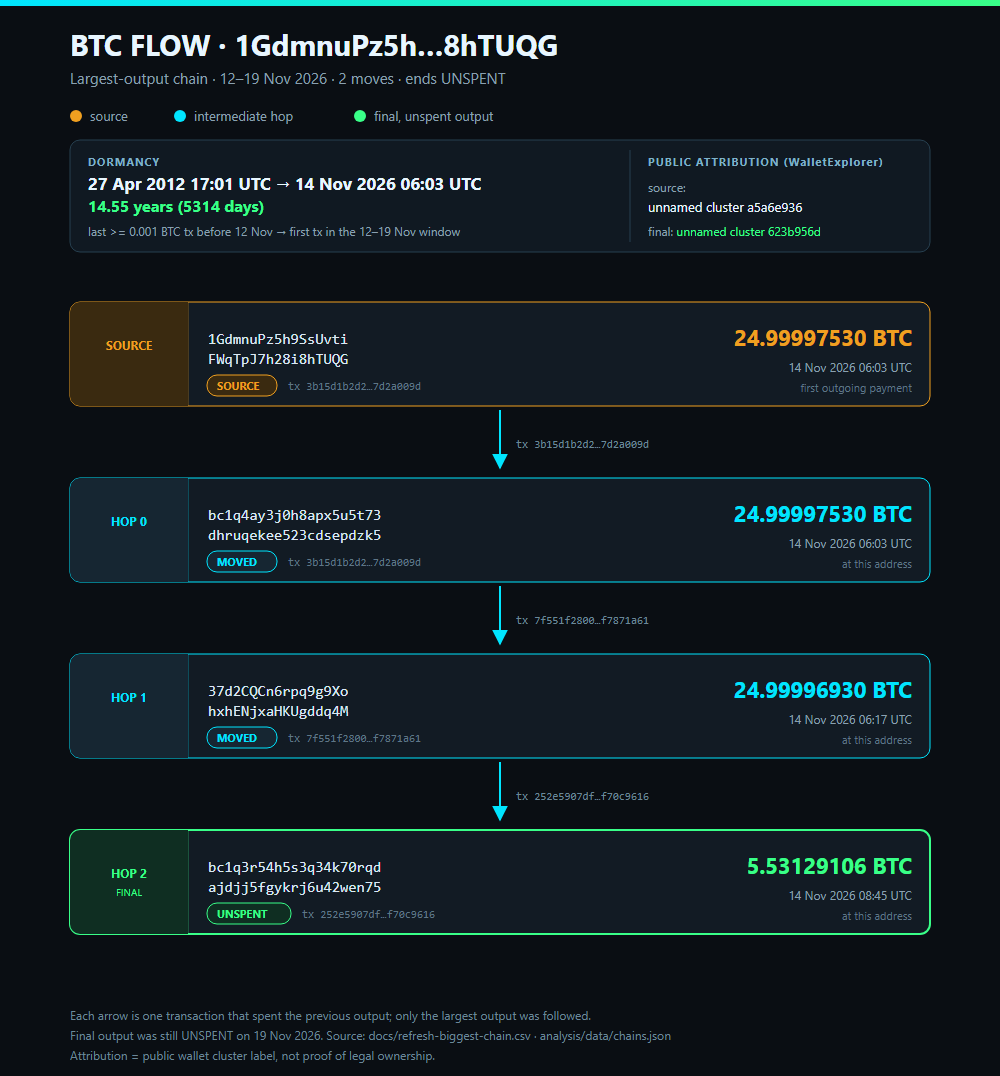 BTC FLOW · 1GdmnuPz5h…8hTUQG
Largest-output chain · 12–19 Nov 2026 · 2 moves · ends UNSPENT
source
intermediate hop
final, unspent output
DORMANCY
27 Apr 2012 17:01 UTC → 14 Nov 2026 06:03 UTC
14.55 years (5314 days)
last >= 0.001 BTC tx before 12 Nov → first tx in the 12–19 Nov window
PUBLIC ATTRIBUTION (WalletExplorer)
source:
unnamed cluster a5a6e936
final: unnamed cluster 623b956d
SOURCE
1GdmnuPz5h9SsUvti
FWqTpJ7h28i8hTUQG
SOURCE tx 3b15d1b2d2…7d2a009d
24.99997530 BTC
14 Nov 2026 06:03 UTC
first outgoing payment
tx 3b15d1b2d2…7d2a009d
HOP 0
bc1q4ay3j0h8apx5u5t73
dhruqekee523cdsepdzk5
MOVED tx 3b15d1b2d2…7d2a009d
24.99997530 BTC
14 Nov 2026 06:03 UTC
at this address
tx 7f551f2800…f7871a61
HOP 1
37d2CQCn6rpq9g9Xo
hxhENjxaHKUgddq4M
MOVED tx 7f551f2800…f7871a61
24.99996930 BTC
14 Nov 2026 06:17 UTC
at this address
tx 252e5907df…f70c9616
HOP 2
FINAL
bc1q3r54h5s3q34k70rqd
ajdjj5fgykrj6u42wen75
UNSPENT tx 252e5907df…f70c9616
5.53129106 BTC
14 Nov 2026 08:45 UTC
at this address
Each arrow is one transaction that spent the previous output; only the largest output was followed.
Final output was still UNSPENT on 19 Nov 2026. Source: docs/refresh-biggest-chain.csv · analysis/data/chains.json
Attribution = public wallet cluster label, not proof of legal ownership.